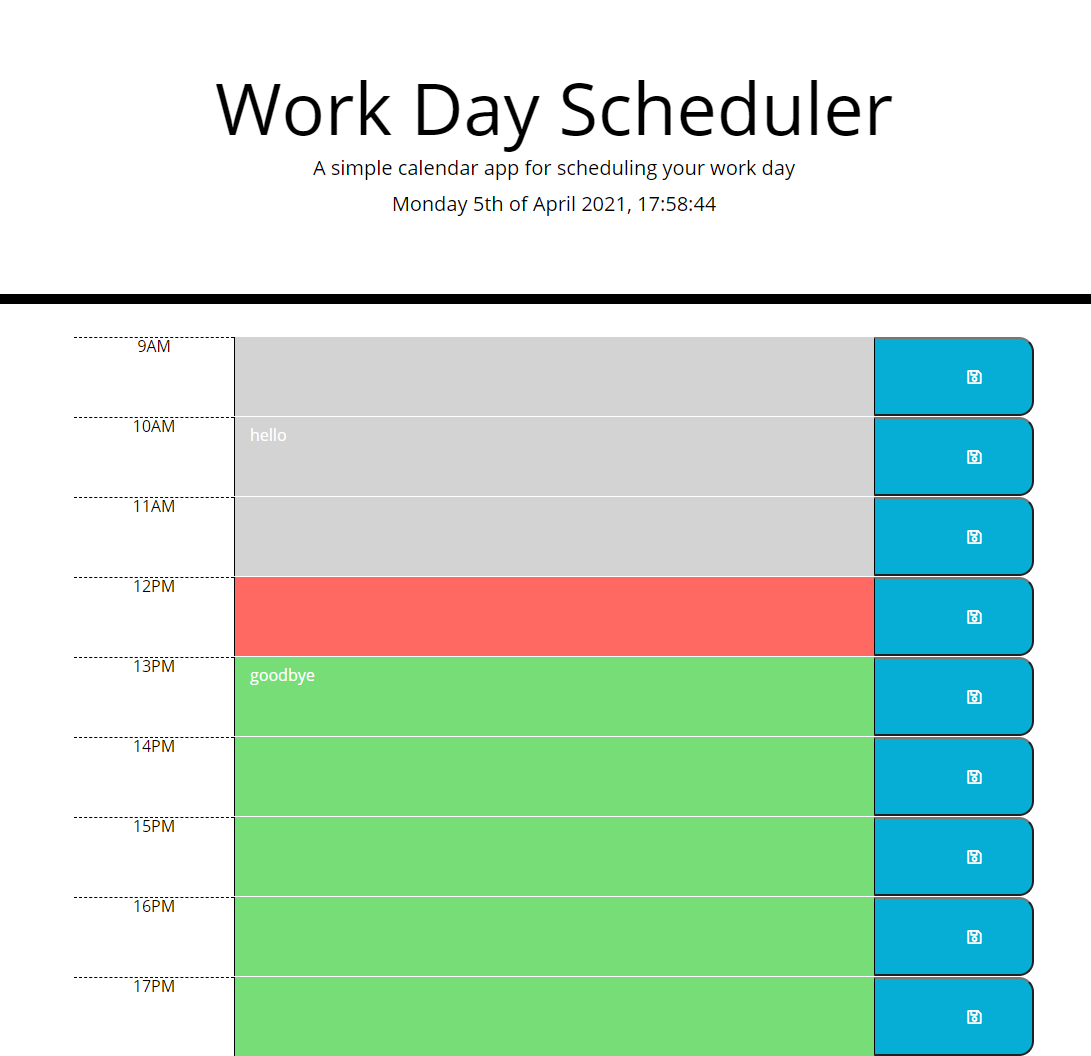 Work Day Scheduler
A simple calendar app for scheduling your work day
Monday 5th of April 2021, 17:58:44
9AM
10AM
hello
11AM
12PM
13PM
goodbye
14PM
15PM
16PM
17PM